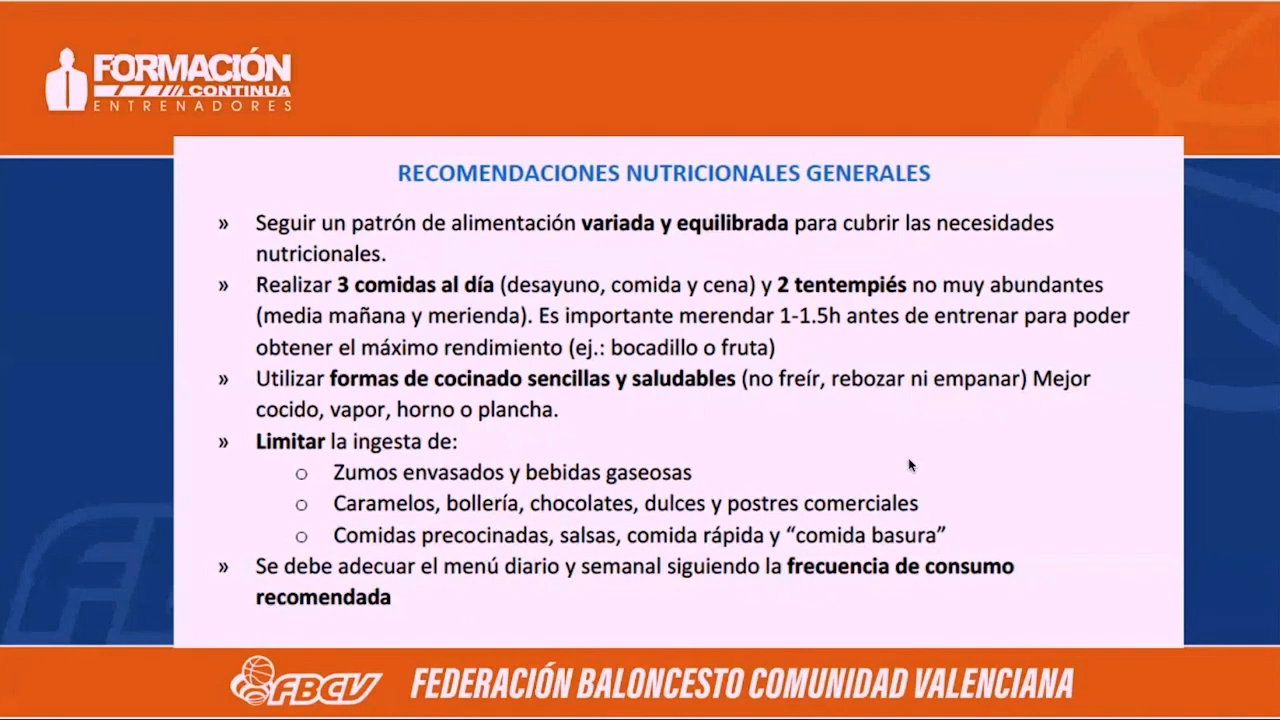 FORMACIÓN
CONTINUA
ENTRENADORES
RECOMENDACIONES NUTRICIONALES GENERALES
» Seguir un patrón de alimentación variada y equilibrada para cubrir las necesidades
nutricionales.
» Realizar 3 comidas al día (desayuno, comida y cena) y 2 tentempiés no muy abundantes
(media mañana y merienda). Es importante merendar 1-1.5h antes de entrenar para poder
obtener el máximo rendimiento (ej.: bocadillo o fruta)
» Utilizar formas de cocinado sencillas y saludables (no freír, rebozar ni empanar) Mejor
cocido, vapor, horno o plancha.
» Limitar la ingesta de:
o Zumos envasados y bebidas gaseosas
o Caramelos, bollería, chocolates, dulces y postres comerciales
o Comidas precocinadas, salsas, comida rápida y “comida basura”
» Se debe adecuar el menú diario y semanal siguiendo la frecuencia de consumo
recomendada
FBCV FEDERACIÓN BALONCESTO COMUNIDAD VALENCIANA